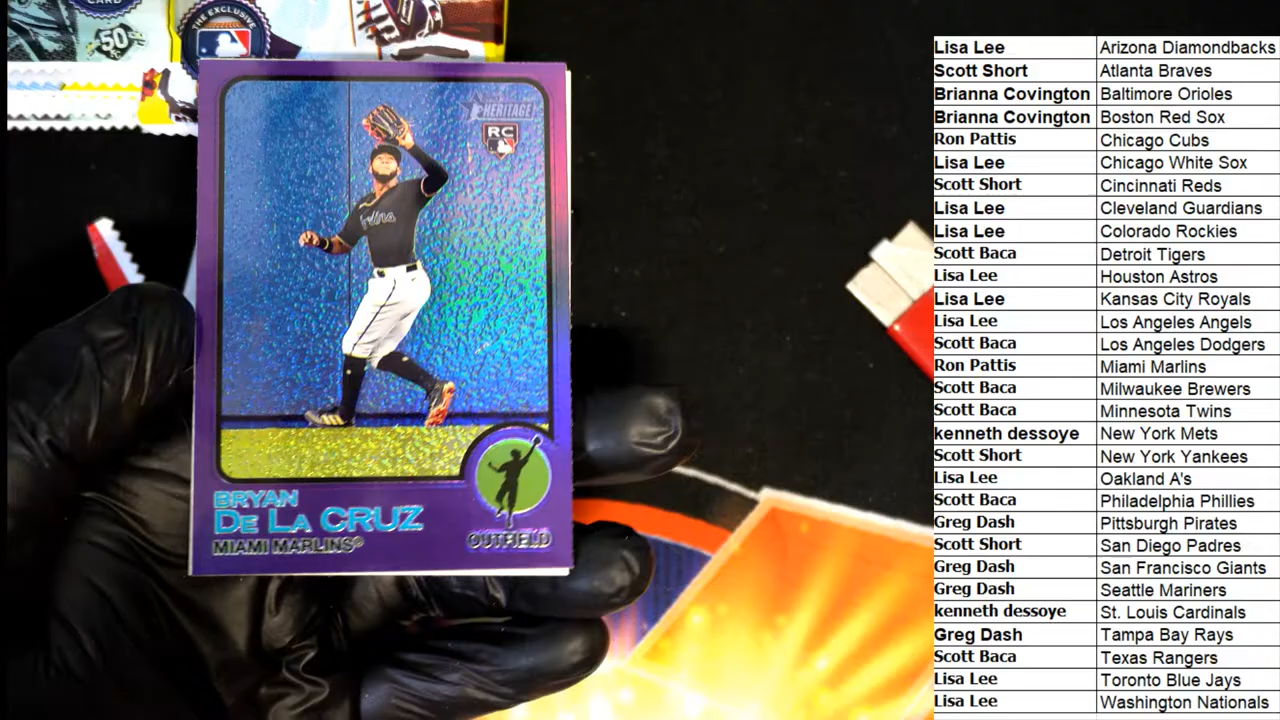 CARD
50
THE EXCLUSIVE
HERITAGE
RC
BRYAN
DE LA CRUZ
MIAMI MARLINS®
OUTFIELD
Lisa Lee Arizona Diamondbacks
Scott Short Atlanta Braves
Brianna Covington Baltimore Orioles
Brianna Covington Boston Red Sox
Ron Pattis Chicago Cubs
Lisa Lee Chicago White Sox
Scott Short Cincinnati Reds
Lisa Lee Cleveland Guardians
Lisa Lee Colorado Rockies
Scott Baca Detroit Tigers
Lisa Lee Houston Astros
Lisa Lee Kansas City Royals
Lisa Lee Los Angeles Angels
Scott Baca Los Angeles Dodgers
Ron Pattis Miami Marlins
Scott Baca Milwaukee Brewers
Scott Baca Minnesota Twins
kenneth dessoye New York Mets
Scott Short New York Yankees
Lisa Lee Oakland A's
Scott Baca Philadelphia Phillies
Greg Dash Pittsburgh Pirates
Scott Short San Diego Padres
Greg Dash San Francisco Giants
Greg Dash Seattle Mariners
kenneth dessoye St. Louis Cardinals
Greg Dash Tampa Bay Rays
Scott Baca Texas Rangers
Lisa Lee Toronto Blue Jays
Lisa Lee Washington Nationals